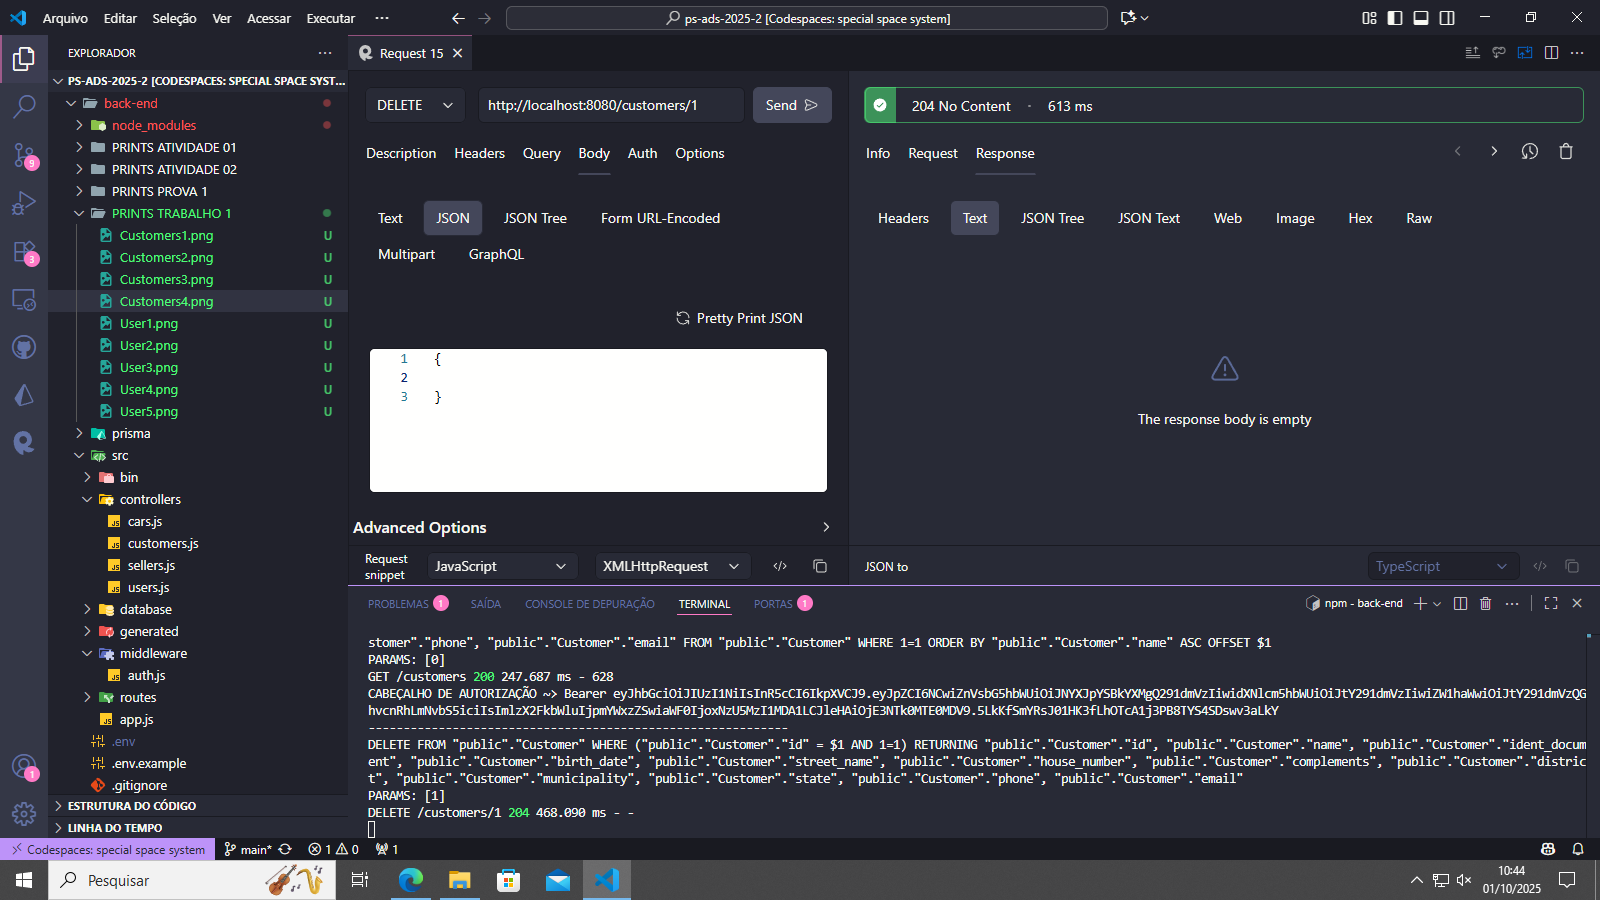 Arquivo Editar Seleção Ver Acessar Executar ··· ps-ads-2025-2 [Codespaces: special space system]
EXPLORADOR ···
PS-ADS-2025-2 [CODESPACES: SPECIAL SPACE SYST...
back-end
node_modules
PRINTS ATIVIDADE 01
PRINTS ATIVIDADE 02
PRINTS PROVA 1
PRINTS TRABALHO 1
Customers1.png U
Customers2.png U
Customers3.png U
Customers4.png U
User1.png U
User2.png U
User3.png U
User4.png U
User5.png U
prisma
src
bin
controllers
cars.js
customers.js
sellers.js
users.js
database
generated
middleware
auth.js
routes
app.js
.env
.env.example
.gitignore
ESTRUTURA DO CÓDIGO
LINHA DO TEMPO
9
3
1
Request 15
DELETE http://localhost:8080/customers/1 Send
Description Headers Query Body Auth Options
Text JSON JSON Tree Form URL-Encoded
Multipart GraphQL
Pretty Print JSON
1 {
2
3 }
Advanced Options
Request snippet JavaScript XMLHttpRequest
204 No Content · 613 ms
Info Request Response
Headers Text JSON Tree JSON Text Web Image Hex Raw
The response body is empty
JSON to TypeScript
PROBLEMAS 1 SAÍDA CONSOLE DE DEPURAÇÃO TERMINAL PORTAS 1 npm - back-end
stomer"."phone", "public"."Customer"."email" FROM "public"."Customer" WHERE 1=1 ORDER BY "public"."Customer"."name" ASC OFFSET $1
PARAMS: [0]
GET /customers 200 247.687 ms - 628
CABEÇALHO DE AUTORIZAÇÃO ~> Bearer
------------------------------------------------------------
DELETE FROM "public"."Customer" WHERE ("public"."Customer"."id" = $1 AND 1=1) RETURNING "public"."Customer"."id", "public"."Customer"."name", "public"."Customer"."ident_docum
ent", "public"."Customer"."birth_date", "public"."Customer"."street_name", "public"."Customer"."house_number", "public"."Customer"."complements", "public"."Customer"."distric
t", "public"."Customer"."municipality", "public"."Customer"."state", "public"."Customer"."phone", "public"."Customer"."email"
PARAMS: [1]
DELETE /customers/1 204 468.090 ms - -
Codespaces: special space system main* 1 0 1
Pesquisar
10:44
01/10/2025